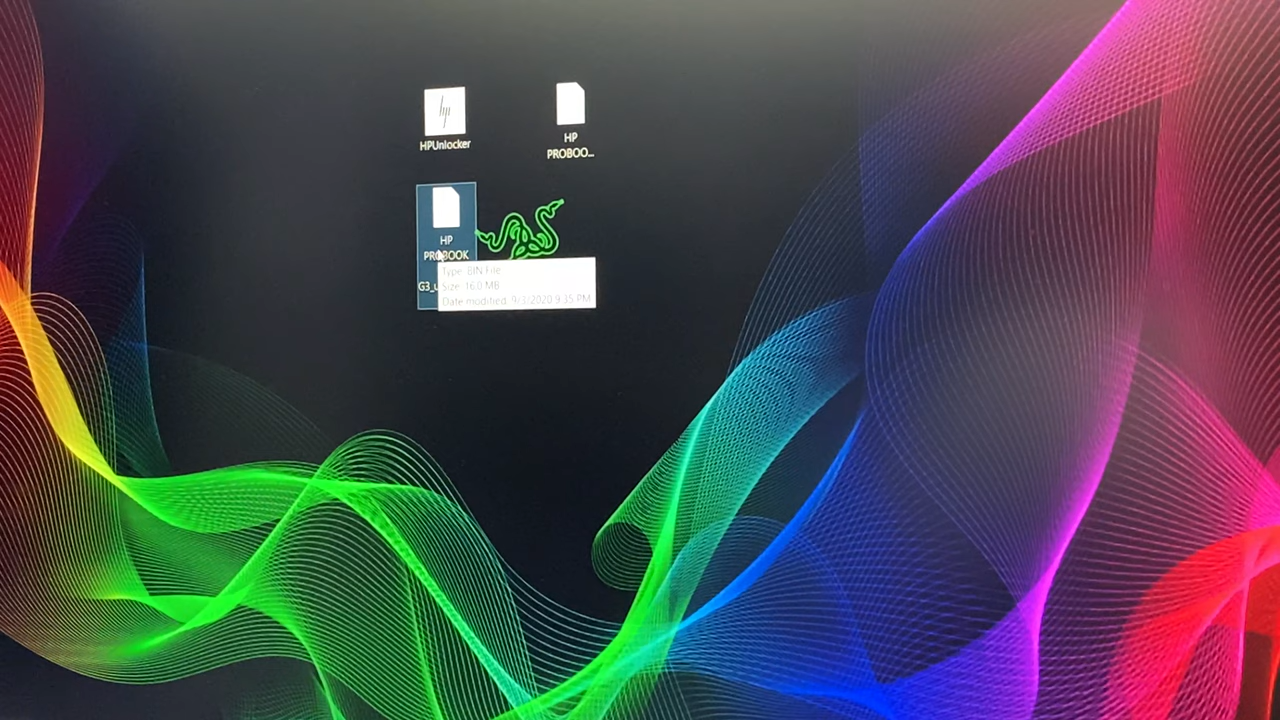 HPUnlocker
HP
PROBOO...
HP
PROBOOK
G3_u
Type: BIN File
Size: 16.0 MB
Date modified: 9/3/2020 9:35 PM